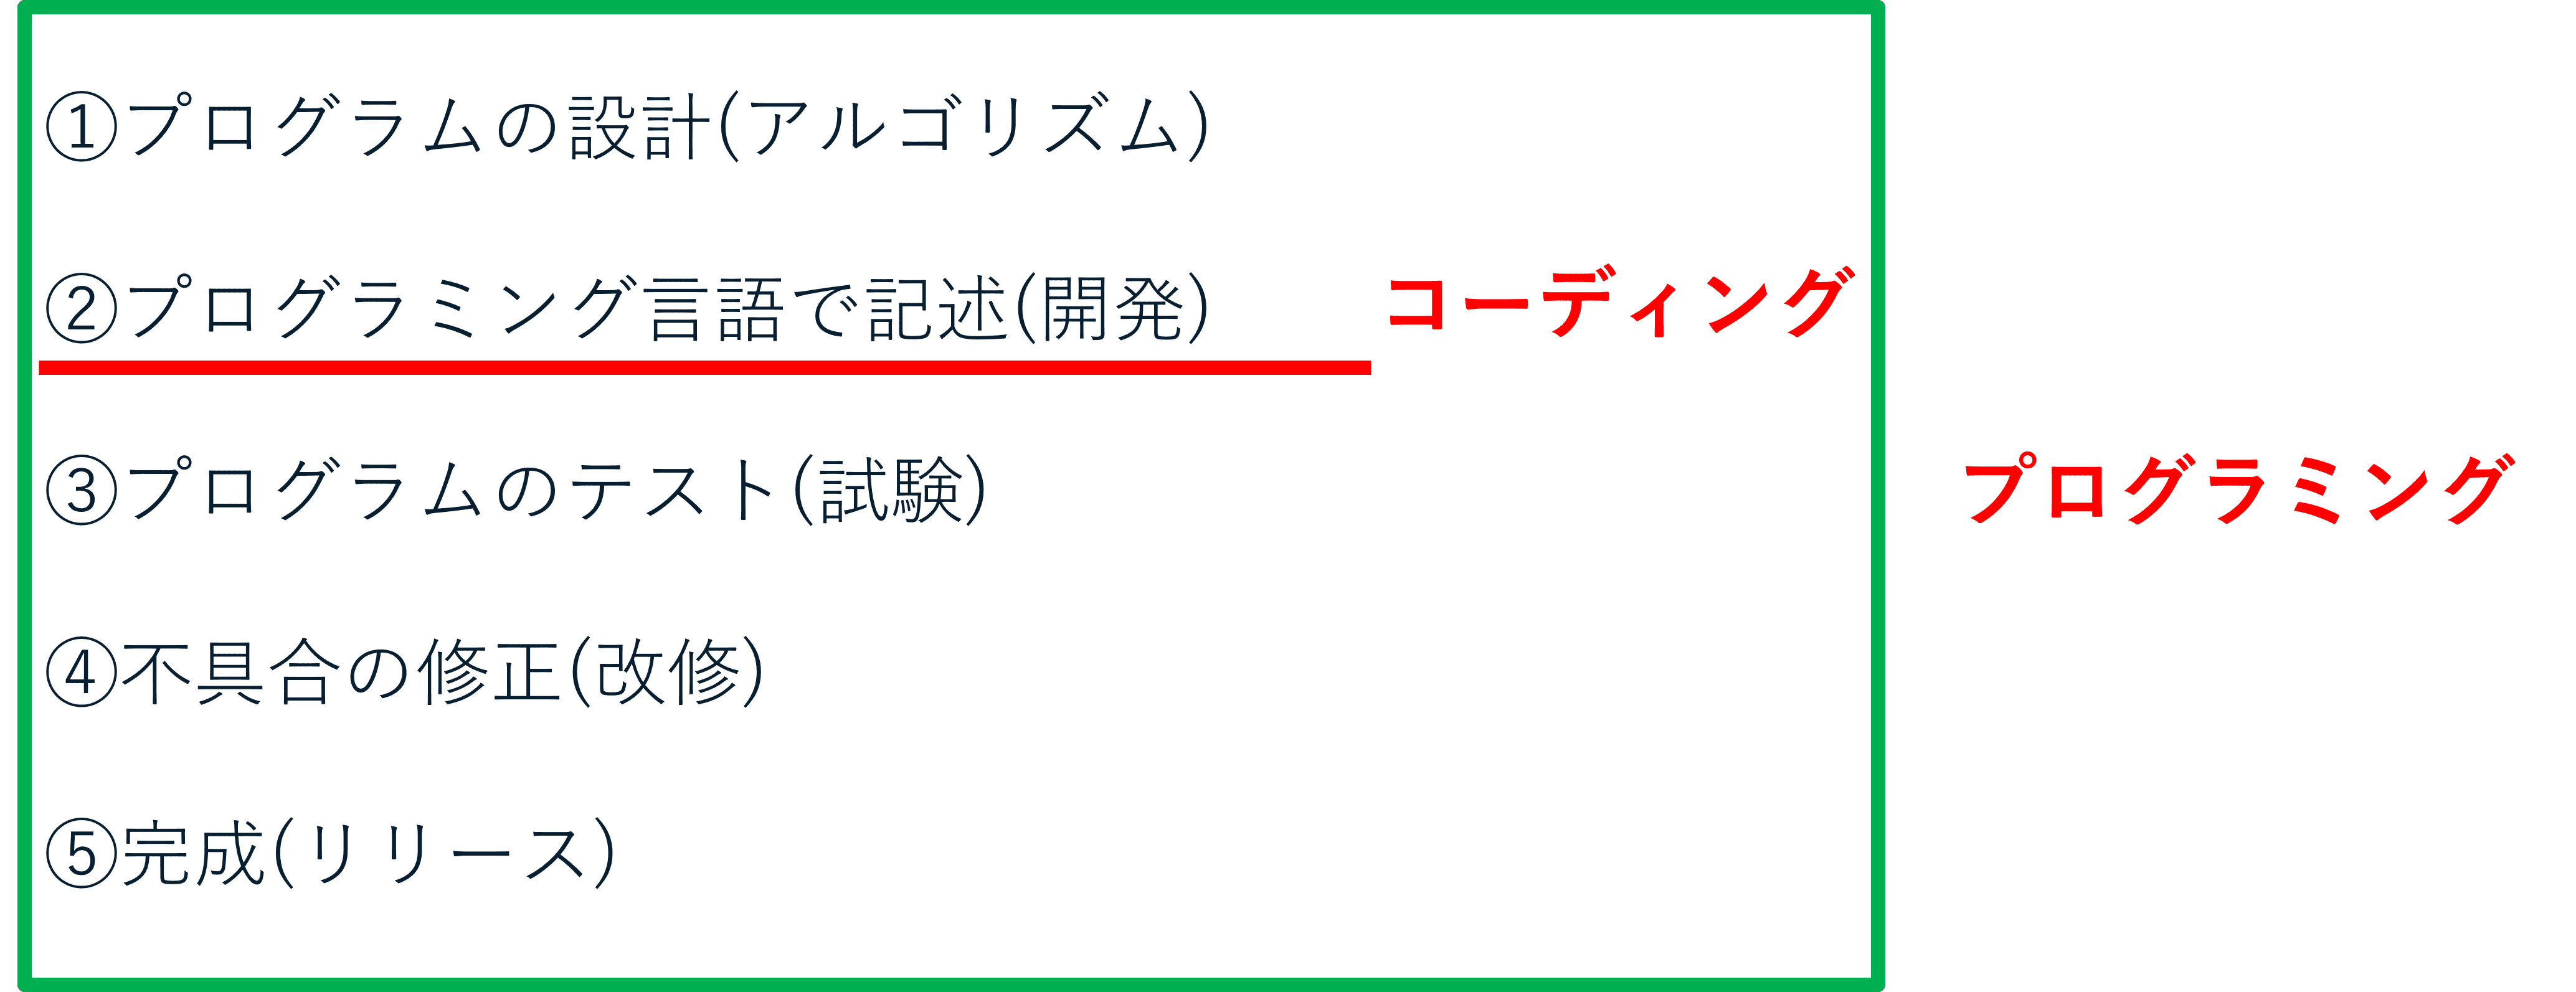 ①プログラムの設計(アルゴリズム)
②プログラミング言語で記述(開発)
コーディング
③プログラムのテスト(試験)
プログラミング
④不具合の修正(改修)
⑤完成(リリース)